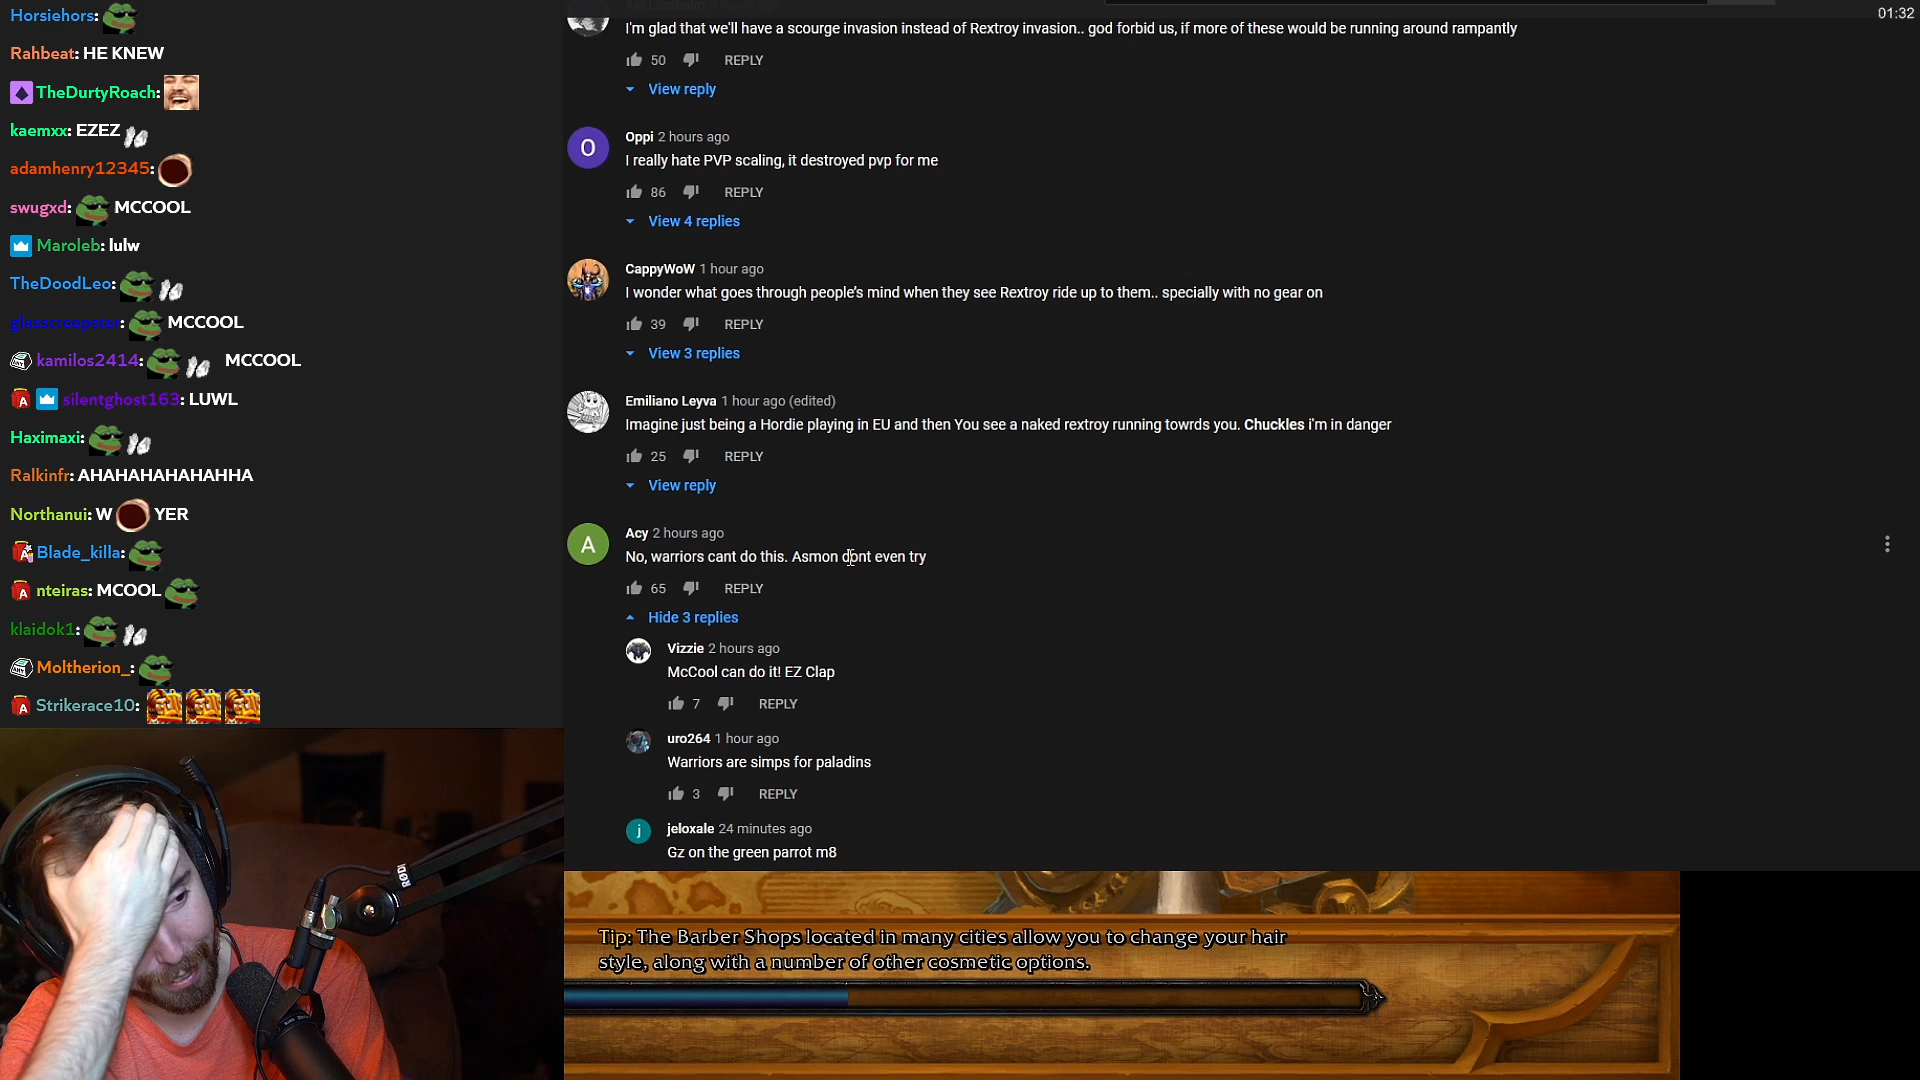 Horsiehors:
Rahbeat: HE KNEW
TheDurtyRoach:
kaemxx: EZEZ
adamhenry12345:
swugxd: MCCOOL
Maroleb: lulw
TheDoodLeo:
glasscreepster: MCCOOL
kamilos2414: MCCOOL
silentghost163: LUWL
Haximaxi:
Ralkinfr: AHAHAHAHAHAHHA
Northanui: W YER
Blade_killa:
nteiras: MCOOL
klaidok1:
Moltherion_:
Strikerace10:
01:32
I'm glad that we'll have a scourge invasion instead of Rextroy invasion.. god forbid us, if more of these would be running around rampantly
50 REPLY
View reply
O
Oppi 2 hours ago
I really hate PVP scaling, it destroyed pvp for me
86 REPLY
View 4 replies
CappyWoW 1 hour ago
I wonder what goes through people's mind when they see Rextroy ride up to them.. specially with no gear on
39 REPLY
View 3 replies
Emiliano Leyva 1 hour ago (edited)
Imagine just being a Hordie playing in EU and then You see a naked rextroy running towrds you. Chuckles i'm in danger
25 REPLY
View reply
A
Acy 2 hours ago
No, warriors cant do this. Asmon dont even try
65 REPLY
Hide 3 replies
Vizzie 2 hours ago
McCool can do it! EZ Clap
7 REPLY
uro264 1 hour ago
Warriors are simps for paladins
3 REPLY
j
jeloxale 24 minutes ago
Gz on the green parrot m8
RØDE
Tip: The Barber Shops located in many cities allow you to change your hair
style, along with a number of other cosmetic options.